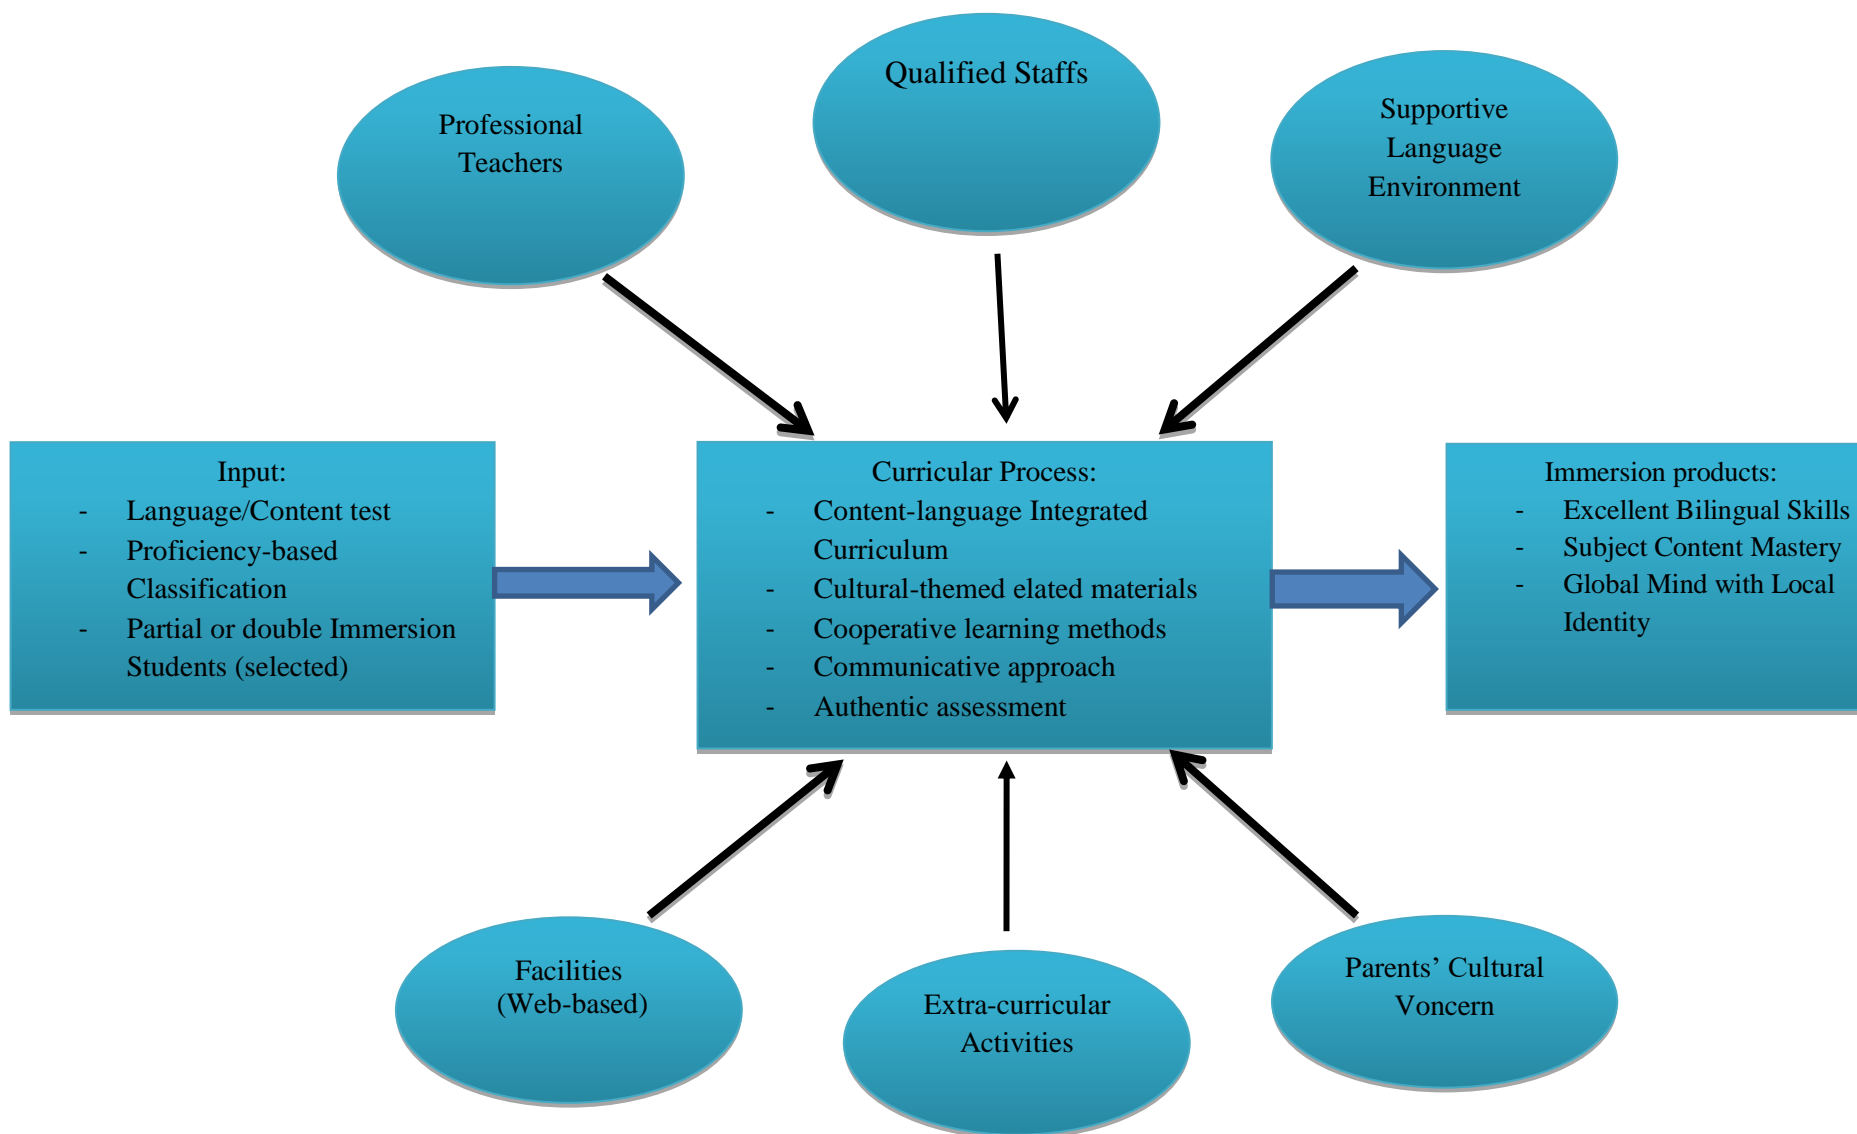 Qualified Staffs
Professional
Teachers
Supportive
Language
Environment
Input:
- Language/Content test
- Proficiency-based
Classification
- Partial or double Immersion
Students (selected)
Curricular Process:
- Content-language Integrated
Curriculum
- Cultural-themed elated materials
- Cooperative learning methods
- Communicative approach
- Authentic assessment
Immersion products:
- Excellent Bilingual Skills
- Subject Content Mastery
- Global Mind with Local
Identity
Facilities
(Web-based)
Extra-curricular
Activities
Parents’ Cultural
Voncern